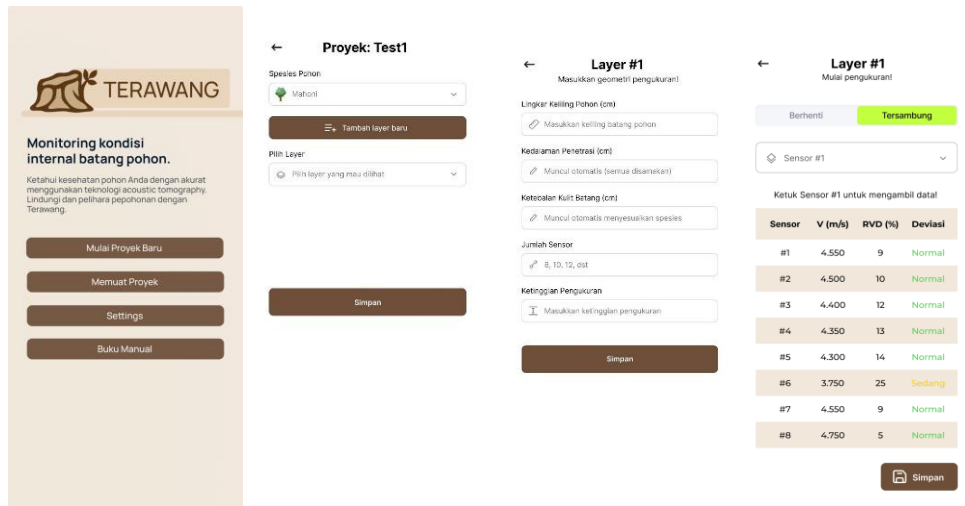 TERAWANG
Monitoring kondisi
internal batang pohon.
Ketahui kesehatan pohon Anda dengan akurat
menggunakan teknologi acoustic tomography.
Lindungi dan pelihara pepohonan dengan
Terawang.
Mulai Proyek Baru
Memuat Proyek
Settings
Buku Manual
Proyek: Test1
Spesies Pohon
Mahoni
Tambah layer baru
Pilih Layer
Pilih layer yang mau dilihat
Simpan
Layer #1
Masukkan geometri pengukuran!
Lingkar Keliling Pohon (cm)
Masukkan keliling batang pohon
Kedalaman Penetrasi (cm)
Muncul otomatis (semua disamakan)
Ketebalan Kulit Batang (cm)
Muncul otomatis menyesuaikan spesies
Jumlah Sensor
8, 10, 12, dst
Ketinggian Pengukuran
Masukkan ketinggian pengukuran
Simpan
Layer #1
Mulai pengukuran!
Berhenti Tersambung
Sensor #1
Ketuk Sensor #1 untuk mengambil data!
Sensor V (m/s) RVD (%) Deviasi
#1 4.550 9 Normal
#2 4.500 10 Normal
#3 4.400 12 Normal
#4 4.350 13 Normal
#5 4.300 14 Normal
#6 3.750 25 Sedang
#7 4.550 9 Normal
#8 4.750 5 Normal
Simpan